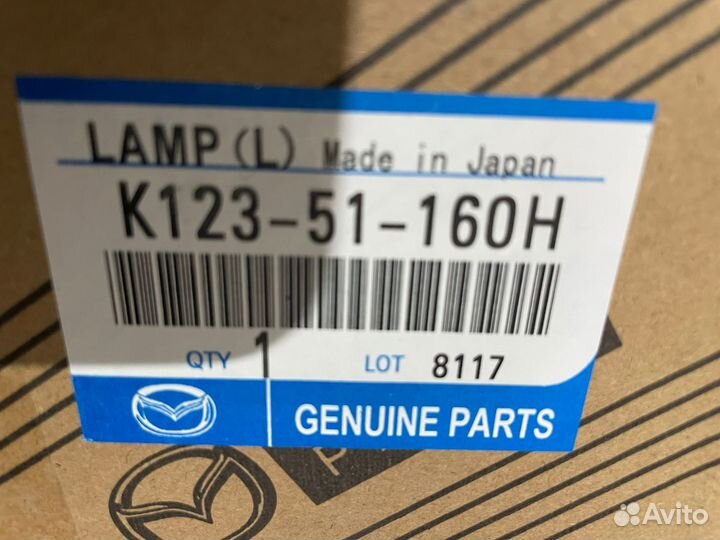 LAMP(L) Made in Japan
K123-51-160H
QTY 1 LOT 8117
GENUINE PARTS
P
Avito